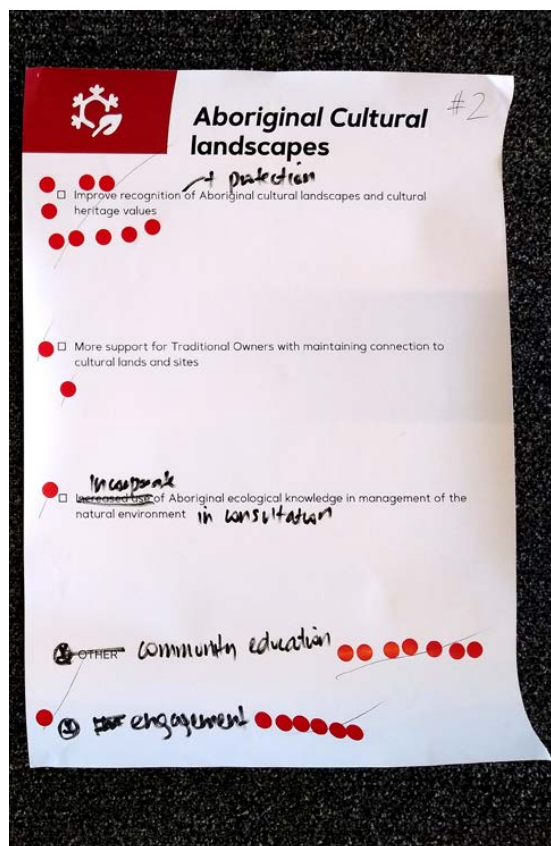 #2
Aboriginal Cultural
landscapes
+ protection
Improve recognition of Aboriginal cultural landscapes and cultural
heritage values
More support for Traditional Owners with maintaining connection to
cultural lands and sites
Incorporate
Increased use of Aboriginal ecological knowledge in management of the
natural environment in consultation
OTHER community education
engagement